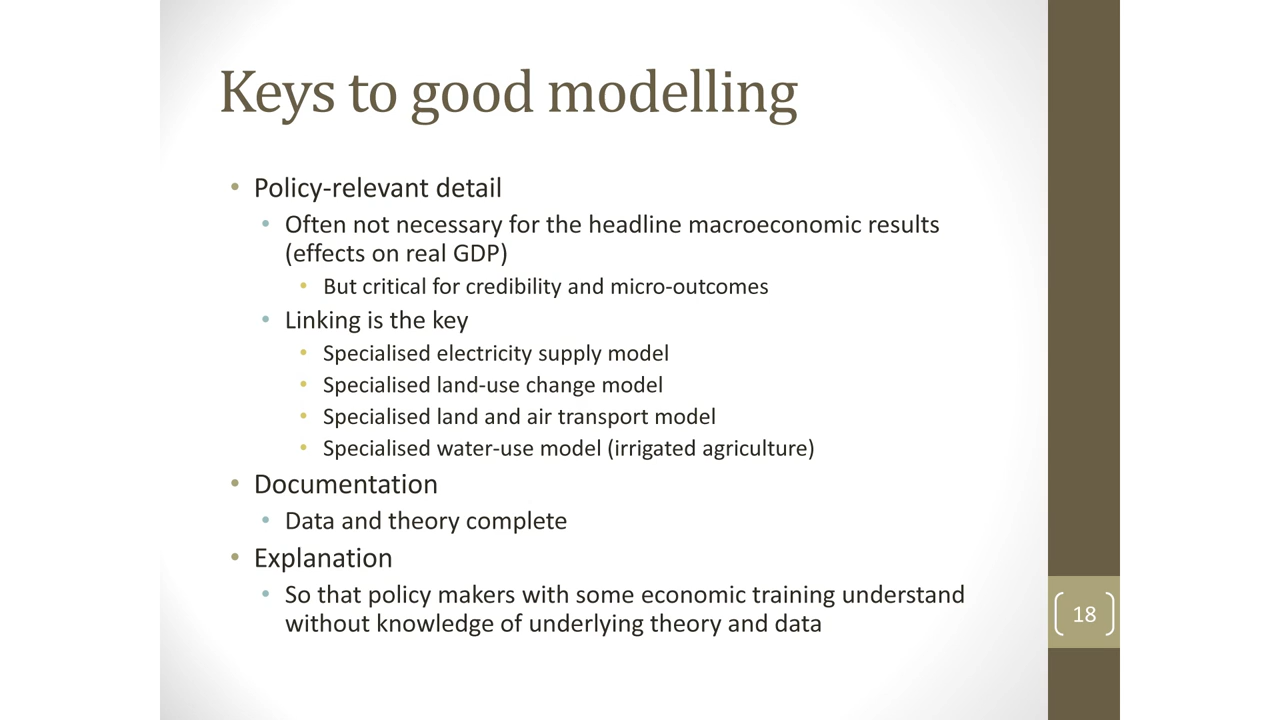 Keys to good modelling
• Policy-relevant detail
• Often not necessary for the headline macroeconomic results
(effects on real GDP)
• But critical for credibility and micro-outcomes
• Linking is the key
• Specialised electricity supply model
• Specialised land-use change model
• Specialised land and air transport model
• Specialised water-use model (irrigated agriculture)
• Documentation
• Data and theory complete
• Explanation
• So that policy makers with some economic training understand
without knowledge of underlying theory and data
18